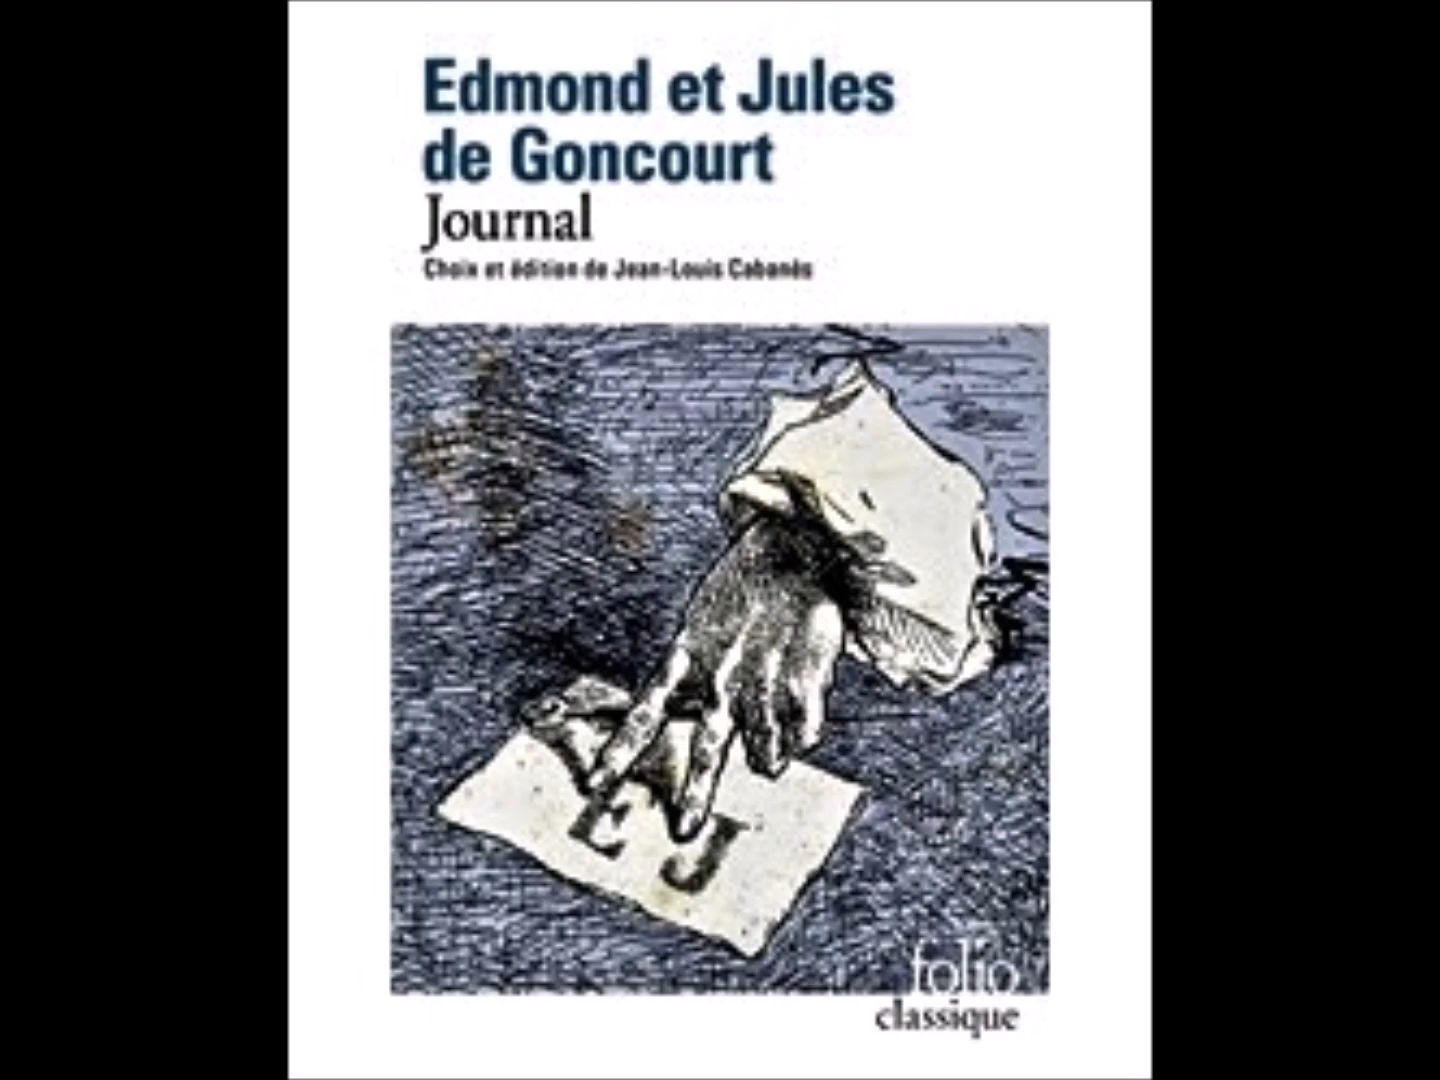 Edmond et Jules
de Goncourt
Journal
Choix et édition de Jean-Louis Cabanès
E J
folio
classique